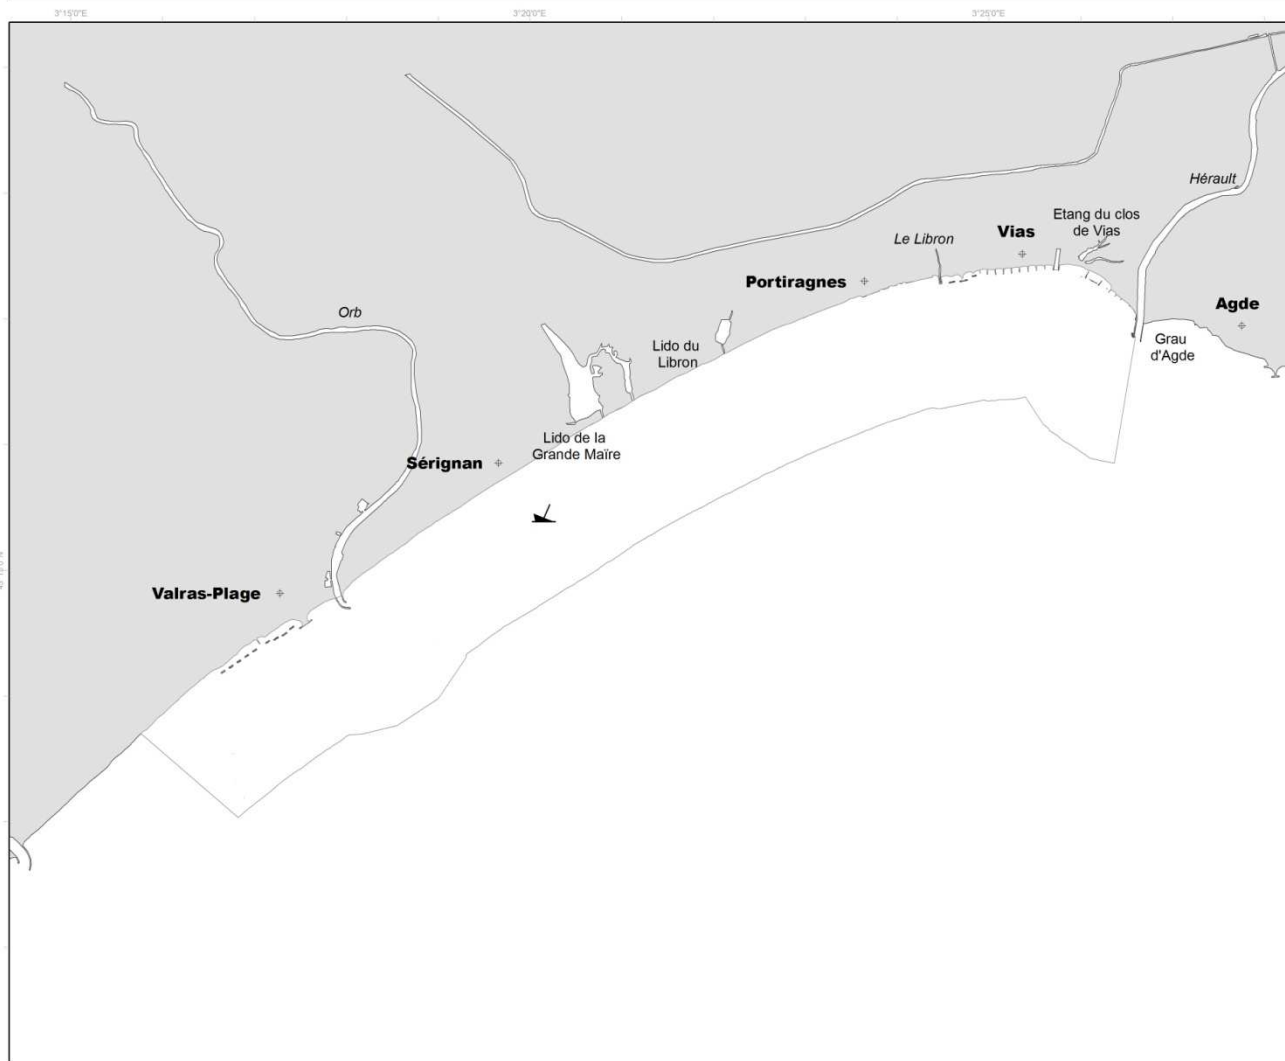 3°15'0"E
3°20'0"E
3°25'0"E
Hérault
Etang du clos
de Vias
Vias
Le Libron
Portiragnes
Agde
Orb
Lido du
Libron
Grau
d'Agde
Lido de la
Grande Maïre
Sérignan
Valras-Plage